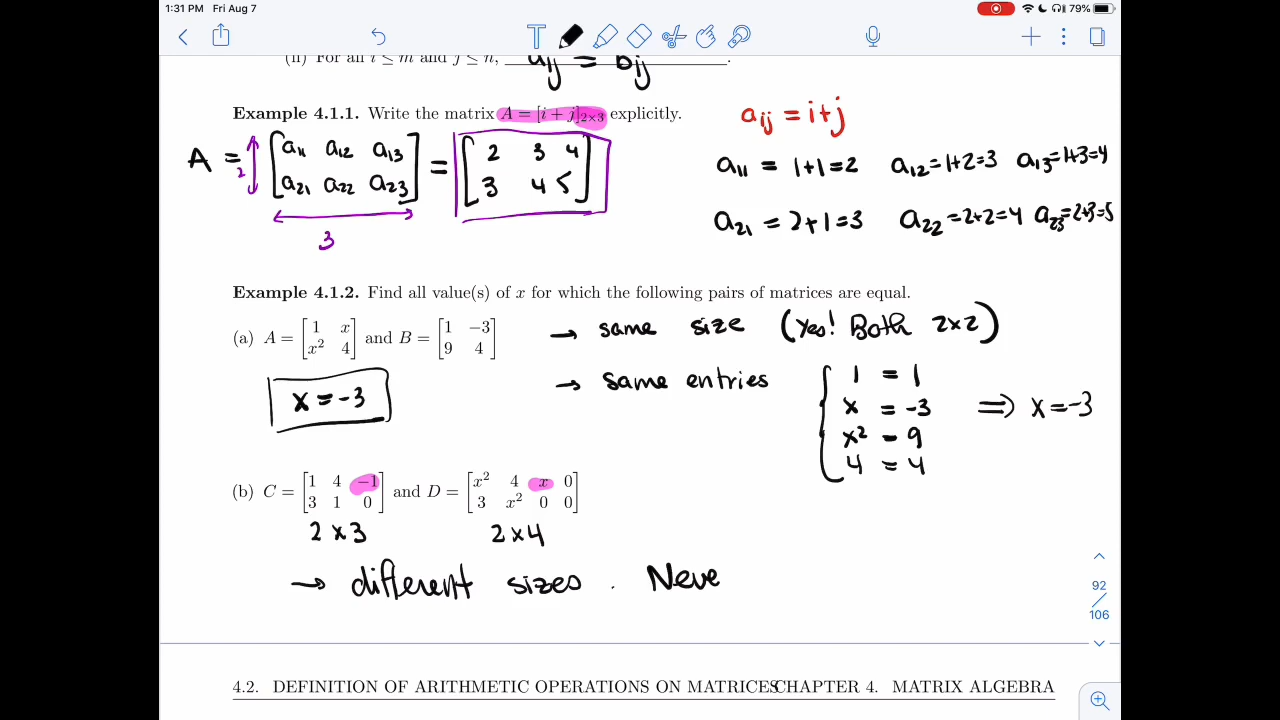 1:31 PM Fri Aug 7 79%
T
(ii) For all i ≤ m and j ≤ n, aij = bij.
Example 4.1.1. Write the matrix A = [i + j]2×3 explicitly.
aij = i+j
A = [a11 a12 a13 = [2 3 4
a21 a22 a23] 3 4 5]
2
3
a11 = 1+1=2 a12=1+2=3 a13=1+3=4
a21 = 2+1=3 a22=2+2=4 a23=2+3=5
Example 4.1.2. Find all value(s) of x for which the following pairs of matrices are equal.
(a) A = [1 x and B = [1 −3
x² 4] 9 4]
→ same size (Yes! Both 2x2)
x = -3
→ same entries
{ 1 = 1
x = -3 ⟹ x = -3
x² = 9
4 = 4
(b) C = [1 4 −1 and D = [x² 4 x 0
3 1 0] 3 x² 0 0]
2 x 3 2 x 4
→ different sizes. Neve
92
/
106
4.2. DEFINITION OF ARITHMETIC OPERATIONS ON MATRICES CHAPTER 4. MATRIX ALGEBRA